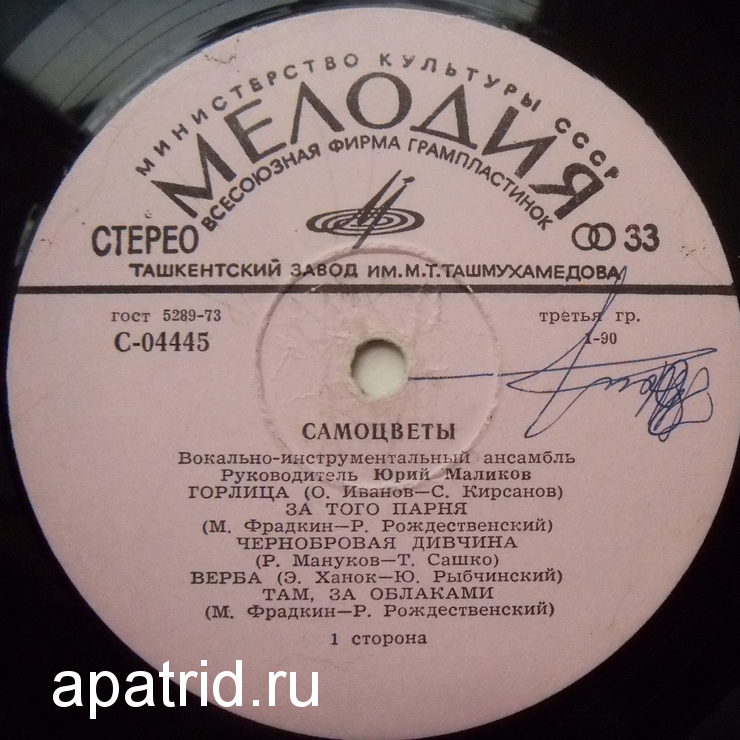 МИНИСТЕРСТВО КУЛЬТУРЫ СССР
МЕЛОДИЯ
ВСЕСОЮЗНАЯ ФИРМА ГРАМПЛАСТИНОК
СТЕРЕО
33
ТАШКЕНТСКИЙ ЗАВОД ИМ. М.Т. ТАШМУХАМЕДОВА
гост 5289-73
третья гр.
С-04445
1-90
САМОЦВЕТЫ
Вокально-инструментальный ансамбль
Руководитель Юрий Маликов
ГОРЛИЦА (О. Иванов—С. Кирсанов)
ЗА ТОГО ПАРНЯ
(М. Фрадкин—Р. Рождественский)
ЧЕРНОБРОВАЯ ДИВЧИНА
(Р. Мануков—Т. Сашко)
ВЕРБА (Э. Ханок—Ю. Рыбчинский)
ТАМ, ЗА ОБЛАКАМИ
(М. Фрадкин—Р. Рождественский)
1 сторона
apatrid.ru